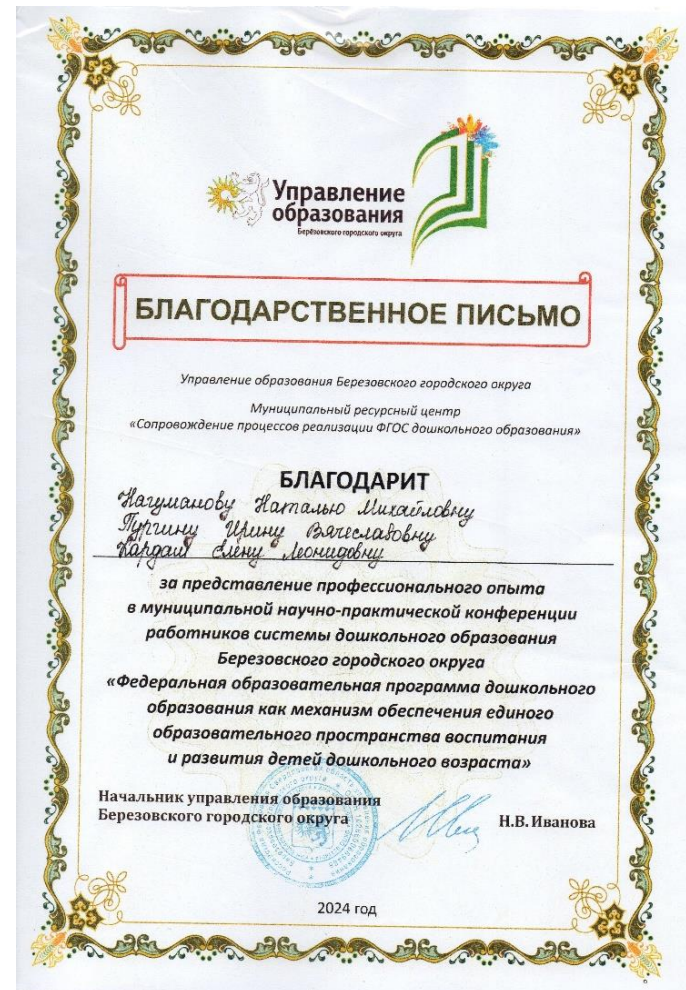 Управление
образования
Берёзовского городского округа
БЛАГОДАРСТВЕННОЕ ПИСЬМО
Управление образования Березовского городского округа
Муниципальный ресурсный центр
«Сопровождение процессов реализации ФГОС дошкольного образования»
БЛАГОДАРИТ
Нагуманову Наталью Михайловну
Пургину Ирину Вячеславовну
Кардаш Елену Леонидовну
за представление профессионального опыта
в муниципальной научно-практической конференции
работников системы дошкольного образования
Березовского городского округа
«Федеральная образовательная программа дошкольного
образования как механизм обеспечения единого
образовательного пространства воспитания
и развития детей дошкольного возраста»
Начальник управления образования
Березовского городского округа
Н.В. Иванова
2024 год